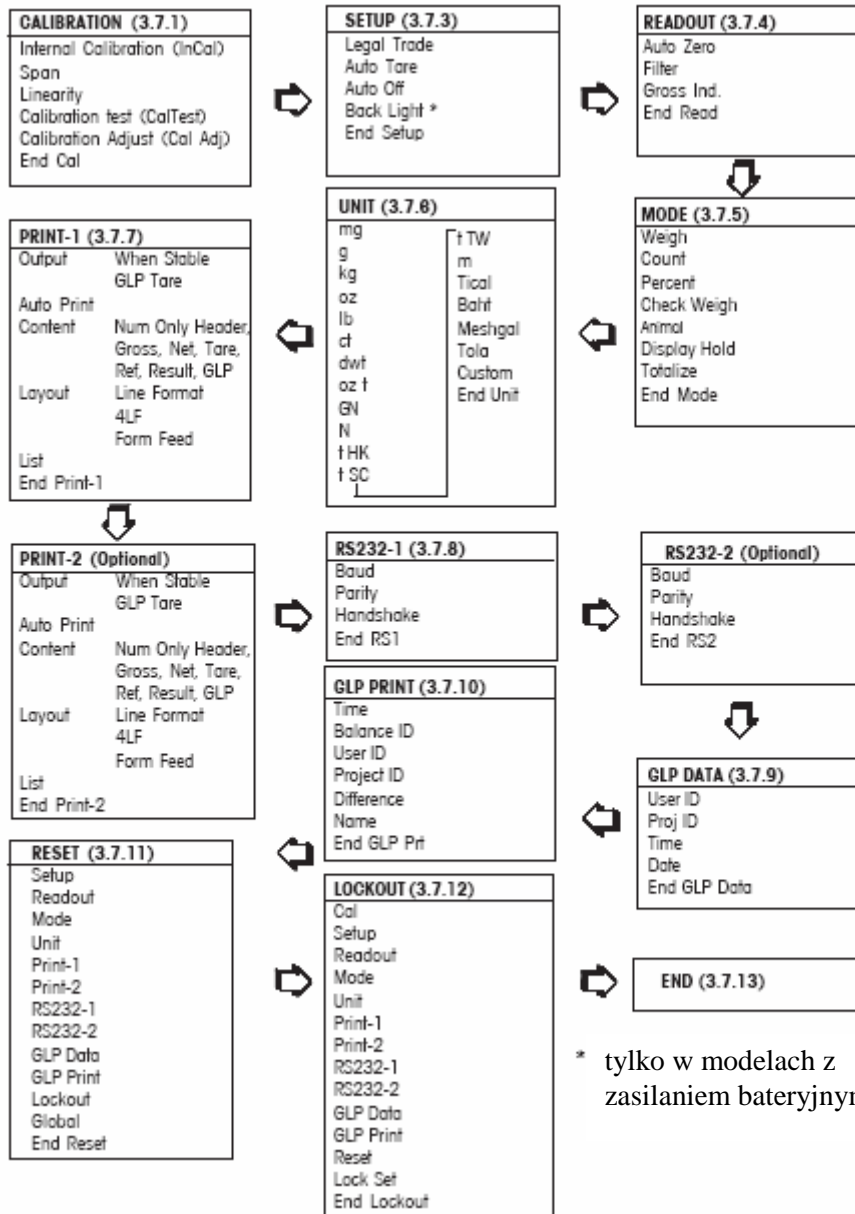 CALIBRATION (3.7.1)
Internal Calibration (InCal)
Span
Linearity
Calibration test (CalTest)
Calibration Adjust (Cal Adj)
End Cal
SETUP (3.7.3)
Legal Trade
Auto Tare
Auto Off
Back Light *
End Setup
READOUT (3.7.4)
Auto Zero
Filter
Gross Ind.
End Read
MODE (3.7.5)
Weigh
Count
Percent
Check Weigh
Animal
Display Hold
Totalize
End Mode
UNIT (3.7.6)
mg
g
kg
oz
lb
ct
dwt
oz t
GN
N
t HK
t SC
t TW
m
Tical
Baht
Meshgal
Tola
Custom
End Unit
PRINT-1 (3.7.7)
Output When Stable
GLP Tare
Auto Print
Content Num Only Header,
Gross, Net, Tare,
Ref, Result, GLP
Layout Line Format
4LF
Form Feed
List
End Print-1
PRINT-2 (Optional)
Output When Stable
GLP Tare
Auto Print
Content Num Only Header,
Gross, Net, Tare,
Ref, Result, GLP
Layout Line Format
4LF
Form Feed
List
End Print-2
RS232-1 (3.7.8)
Baud
Parity
Handshake
End RS1
RS232-2 (Optional)
Baud
Parity
Handshake
End RS2
GLP DATA (3.7.9)
User ID
Proj ID
Time
Date
End GLP Data
GLP PRINT (3.7.10)
Time
Balance ID
User ID
Project ID
Difference
Name
End GLP Prt
RESET (3.7.11)
Setup
Readout
Mode
Unit
Print-1
Print-2
RS232-1
RS232-2
GLP Data
GLP Print
Lockout
Global
End Reset
LOCKOUT (3.7.12)
Cal
Setup
Readout
Mode
Unit
Print-1
Print-2
RS232-1
RS232-2
GLP Data
GLP Print
Reset
Lock Set
End Lockout
END (3.7.13)
* tylko w modelach z
zasilaniem